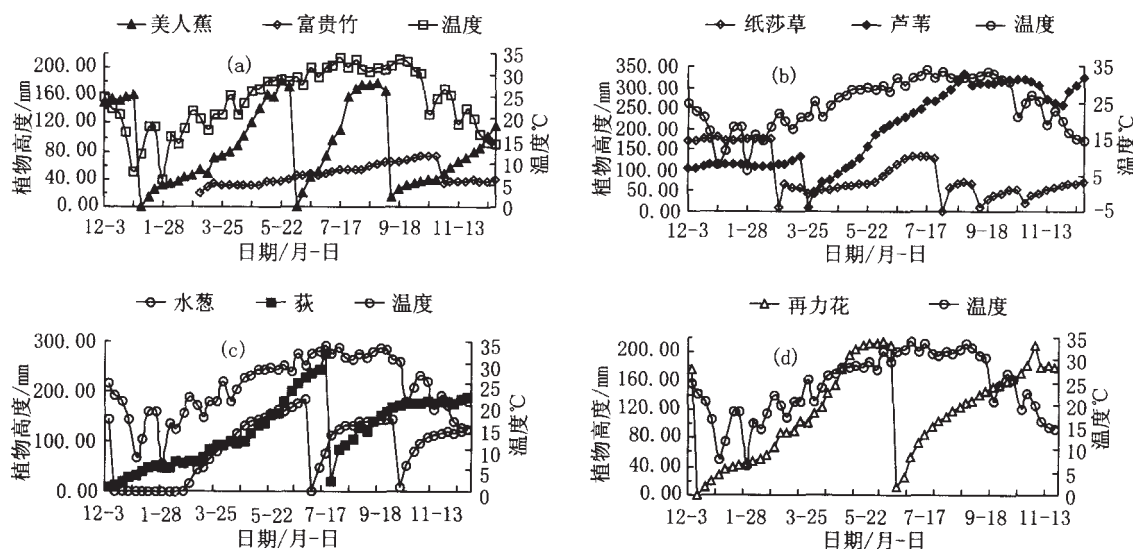 美人蕉 富贵竹 温度
(a)
植物高度/mm
200.00
160.00
120.00
80.00
40.00
0.00
35
30
25
20
15
10
5
0
温度℃
12-3 1-28 3-25 5-22 7-17 9-18 11-13
日期/月-日
纸莎草 芦苇 温度
(b)
植物高度/mm
350.00
300.00
250.00
200.00
150.00
100.00
50.00
0.00
35
25
15
5
-5
温度℃
12-3 1-28 3-25 5-22 7-17 9-18 11-13
日期/月-日
水葱 荻 温度
(c)
植物高度/mm
300.00
200.00
100.00
0.00
35
30
25
20
15
10
5
0
温度℃
12-3 1-28 3-25 5-22 7-17 9-18 11-13
日期/月-日
再力花 温度
(d)
植物高度/mm
200.00
160.00
120.00
80.00
40.00
0.00
35
30
25
20
15
10
5
0
温度℃
12-3 1-28 3-25 5-22 7-17 9-18 11-13
日期/月-日